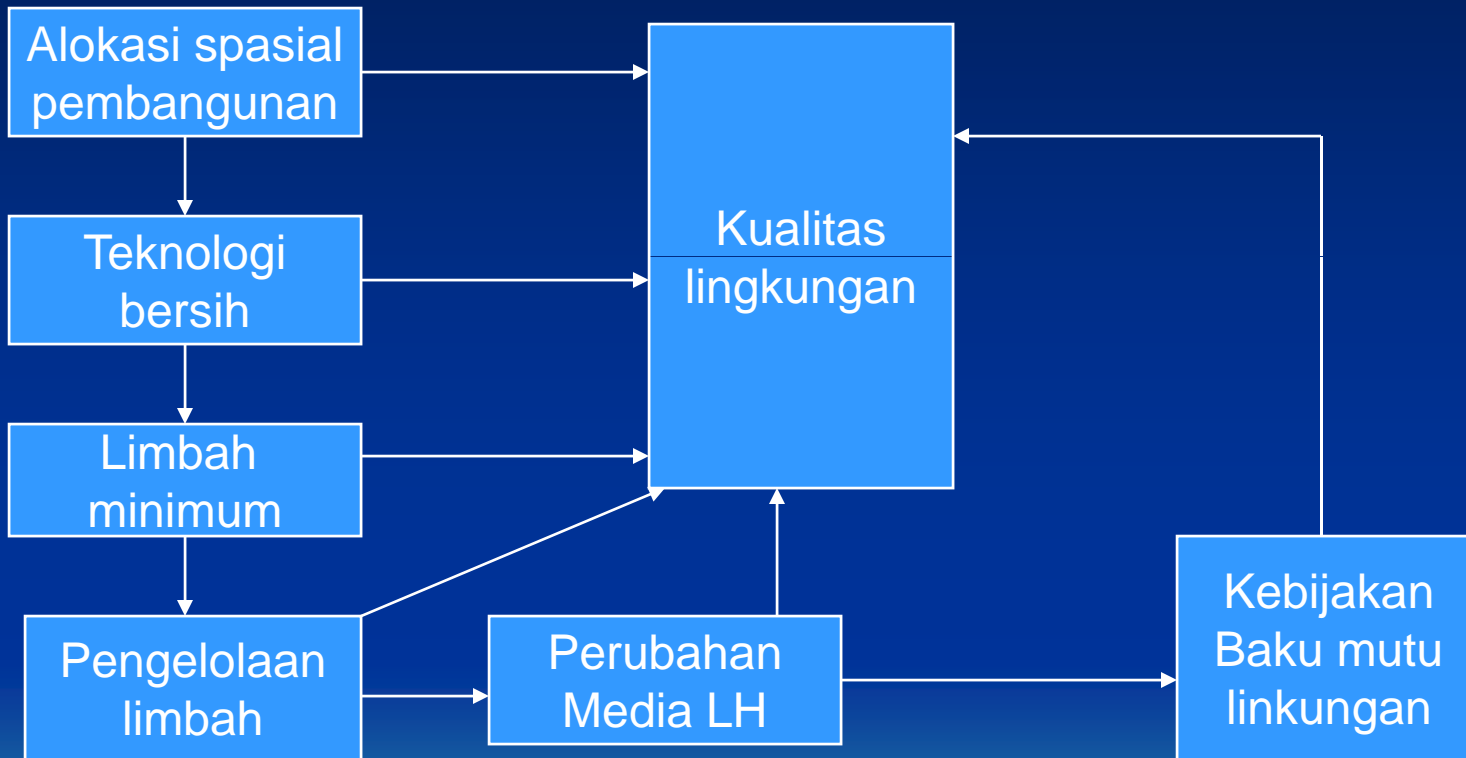 Alokasi spasial
pembangunan
Teknologi
bersih
Limbah
minimum
Pengelolaan
limbah
Kualitas
lingkungan
Perubahan
Media LH
Kebijakan
Baku mutu
linkungan